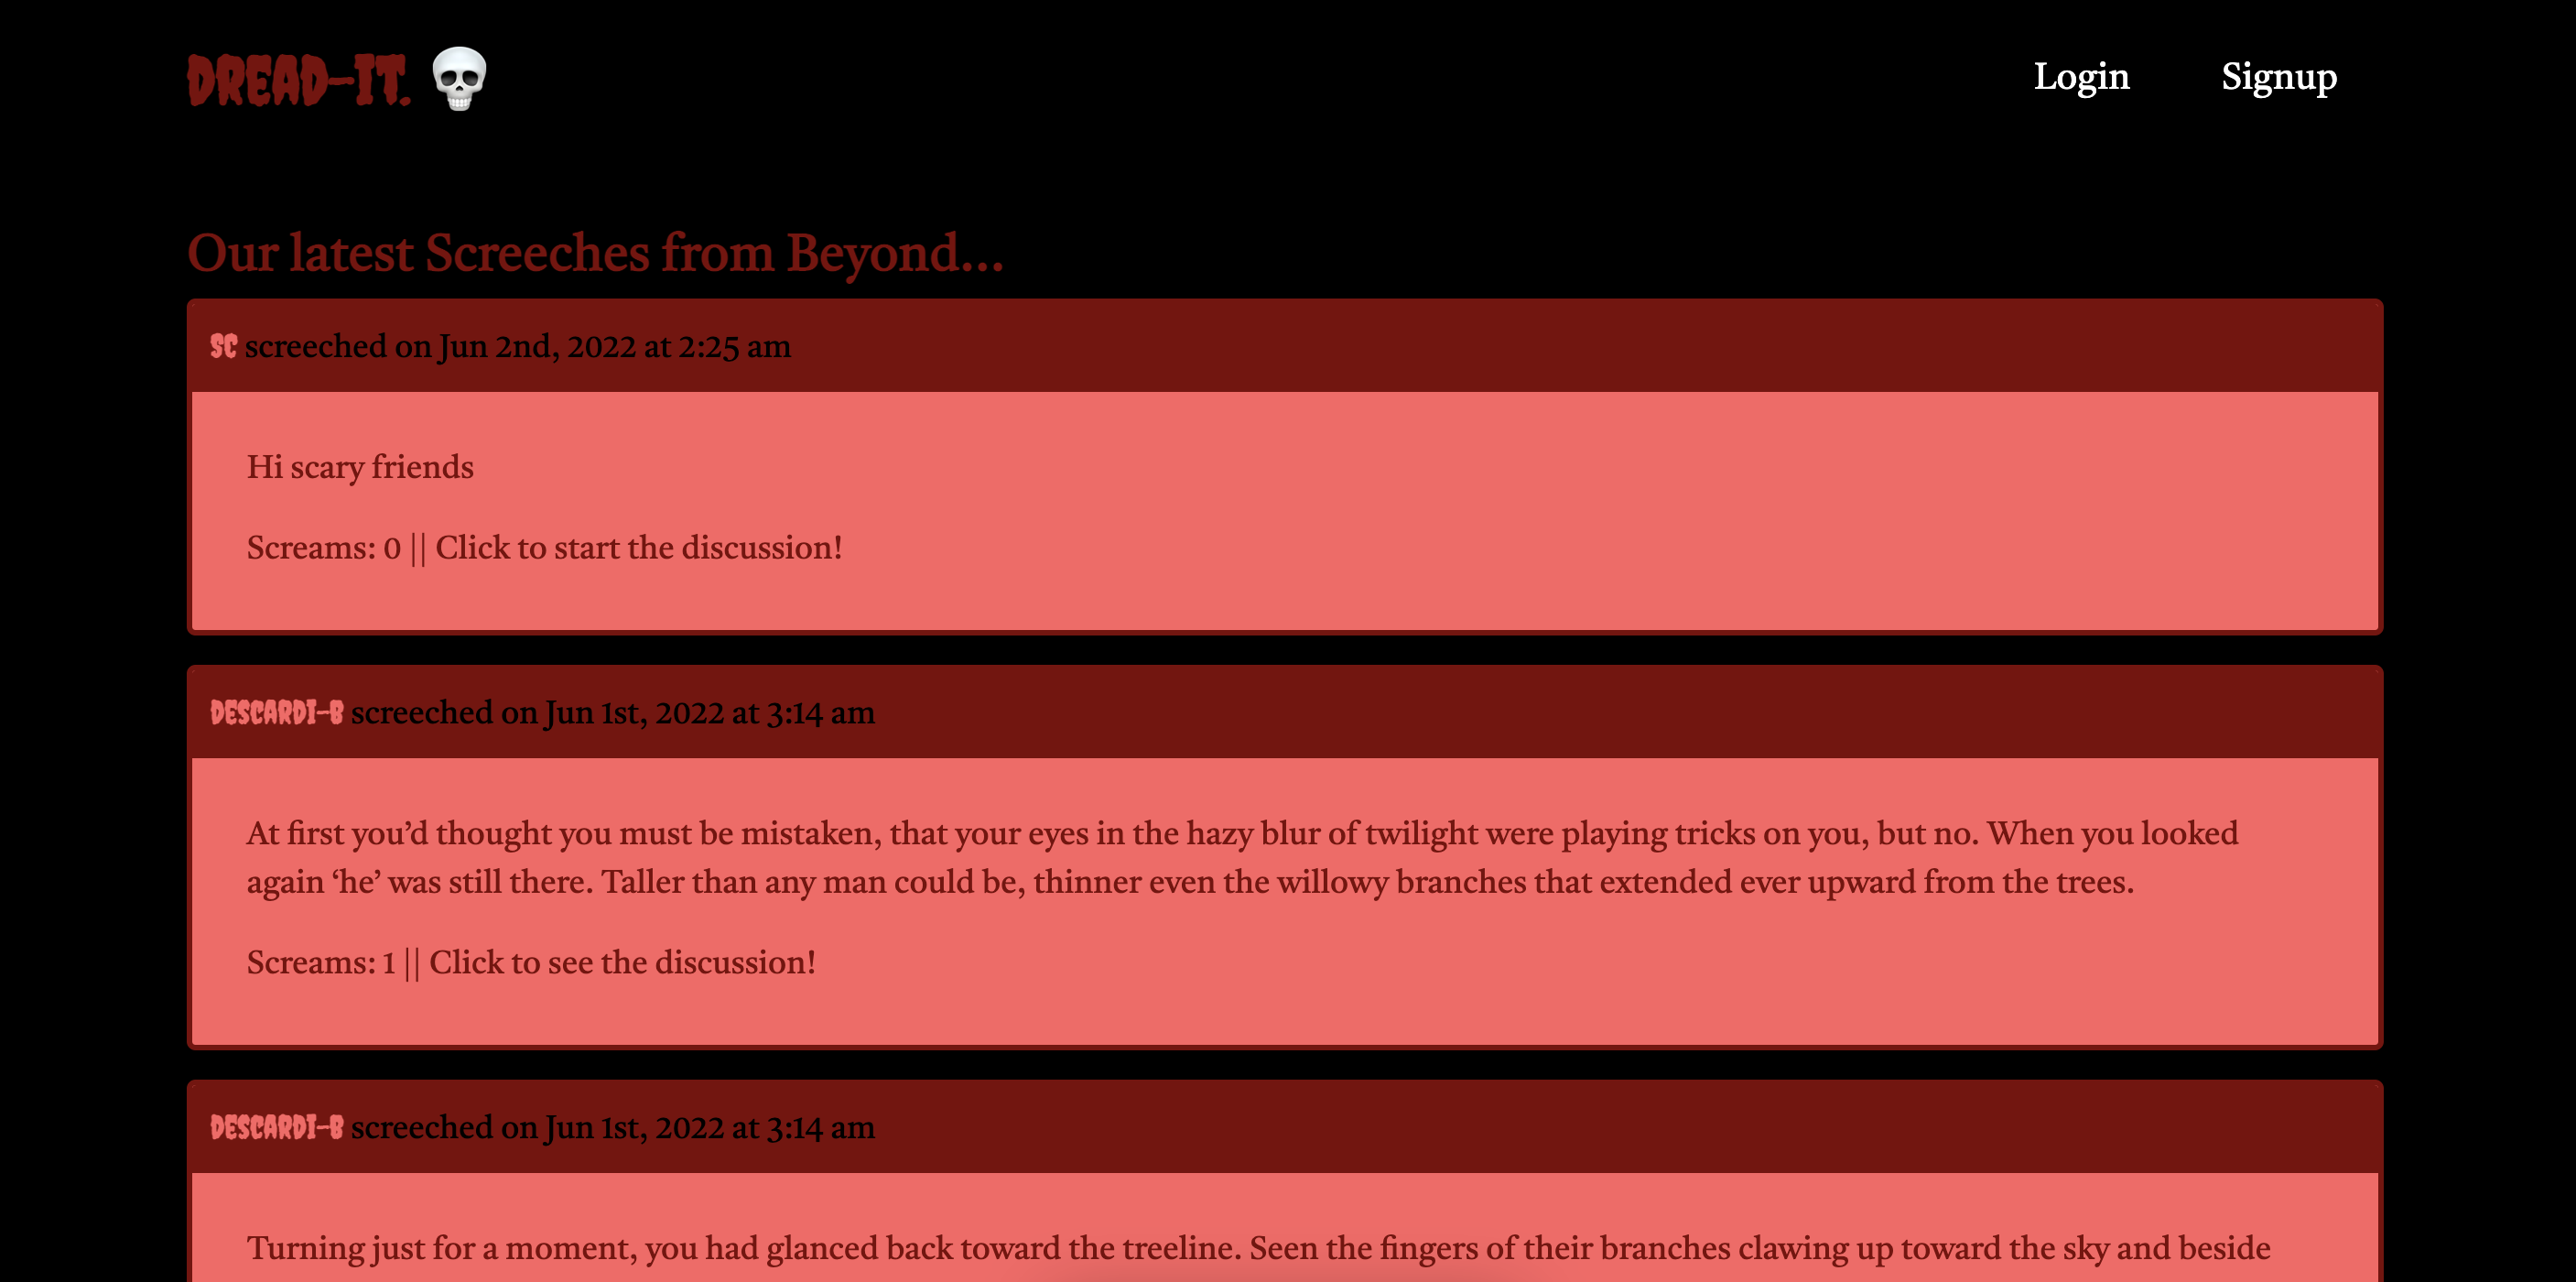 DREAD-IT. 💀
Login
Signup
Our latest Screeches from Beyond...
SC screeched on Jun 2nd, 2022 at 2:25 am
Hi scary friends
Screams: 0 || Click to start the discussion!
DESCARDI-B screeched on Jun 1st, 2022 at 3:14 am
At first you’d thought you must be mistaken, that your eyes in the hazy blur of twilight were playing tricks on you, but no. When you looked
again ‘he’ was still there. Taller than any man could be, thinner even the willowy branches that extended ever upward from the trees.
Screams: 1 || Click to see the discussion!
DESCARDI-B screeched on Jun 1st, 2022 at 3:14 am
Turning just for a moment, you had glanced back toward the treeline. Seen the fingers of their branches clawing up toward the sky and beside